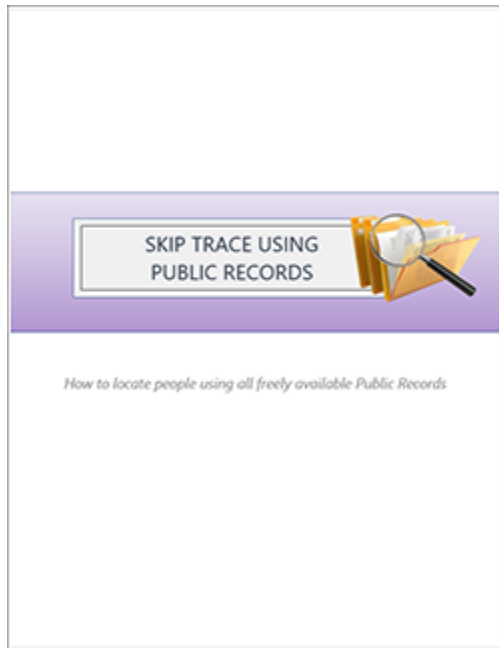 SKIP TRACE USING
PUBLIC RECORDS
How to locate people using all freely available Public Records